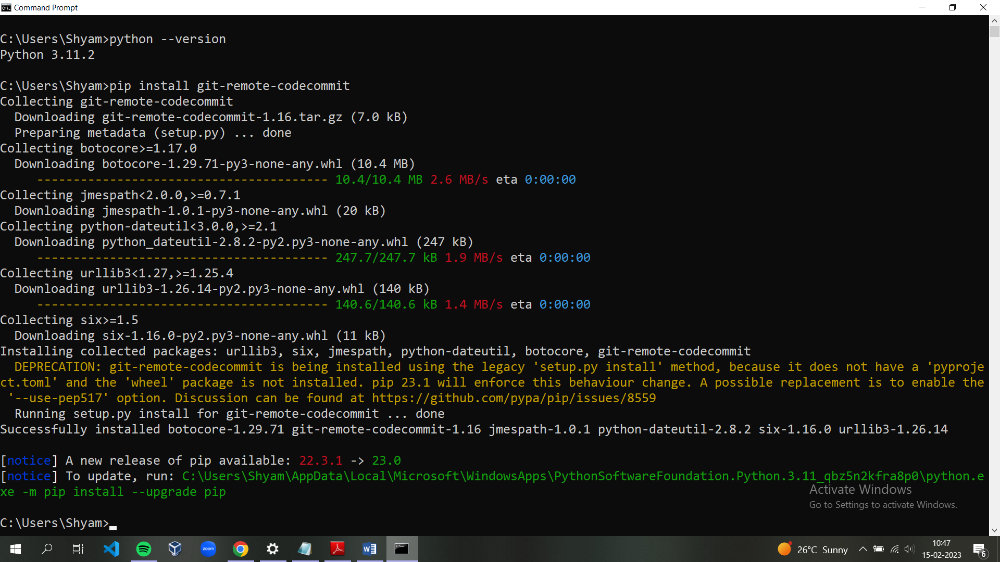 Command Prompt
C:\Users\Shyam>python --version
Python 3.11.2
C:\Users\Shyam>pip install git-remote-codecommit
Collecting git-remote-codecommit
  Downloading git-remote-codecommit-1.16.tar.gz (7.0 kB)
  Preparing metadata (setup.py) ... done
Collecting botocore>=1.17.0
  Downloading botocore-1.29.71-py3-none-any.whl (10.4 MB)
     ---------------------------------------- 10.4/10.4 MB 2.6 MB/s eta 0:00:00
Collecting jmespath<2.0.0,>=0.7.1
  Downloading jmespath-1.0.1-py3-none-any.whl (20 kB)
Collecting python-dateutil<3.0.0,>=2.1
  Downloading python_dateutil-2.8.2-py2.py3-none-any.whl (247 kB)
     ---------------------------------------- 247.7/247.7 kB 1.9 MB/s eta 0:00:00
Collecting urllib3<1.27,>=1.25.4
  Downloading urllib3-1.26.14-py2.py3-none-any.whl (140 kB)
     ---------------------------------------- 140.6/140.6 kB 1.4 MB/s eta 0:00:00
Collecting six>=1.5
  Downloading six-1.16.0-py2.py3-none-any.whl (11 kB)
Installing collected packages: urllib3, six, jmespath, python-dateutil, botocore, git-remote-codecommit
  DEPRECATION: git-remote-codecommit is being installed using the legacy 'setup.py install' method, because it does not have a 'pyproje
ct.toml' and the 'wheel' package is not installed. pip 23.1 will enforce this behaviour change. A possible replacement is to enable the
 '--use-pep517' option. Discussion can be found at https://github.com/pypa/pip/issues/8559
  Running setup.py install for git-remote-codecommit ... done
Successfully installed botocore-1.29.71 git-remote-codecommit-1.16 jmespath-1.0.1 python-dateutil-2.8.2 six-1.16.0 urllib3-1.26.14
[notice] A new release of pip available: 22.3.1 -> 23.0
[notice] To update, run: C:\Users\Shyam\AppData\Local\Microsoft\WindowsApps\PythonSoftwareFoundation.Python.3.11_qbz5n2kfra8p0\python.e
xe -m pip install --upgrade pip
Activate Windows
Go to Settings to activate Windows.
C:\Users\Shyam>
zoom
26°C Sunny
10:47
15-02-2023
6